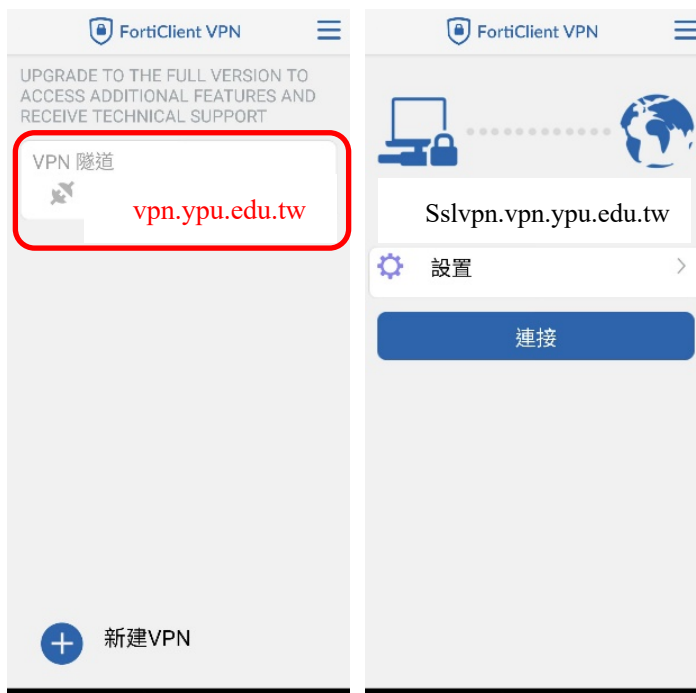 FortiClient VPN
UPGRADE TO THE FULL VERSION TO
ACCESS ADDITIONAL FEATURES AND
RECEIVE TECHNICAL SUPPORT
VPN 隧道
vpn.ypu.edu.tw
新建VPN
FortiClient VPN
Sslvpn.vpn.ypu.edu.tw
設置
連接